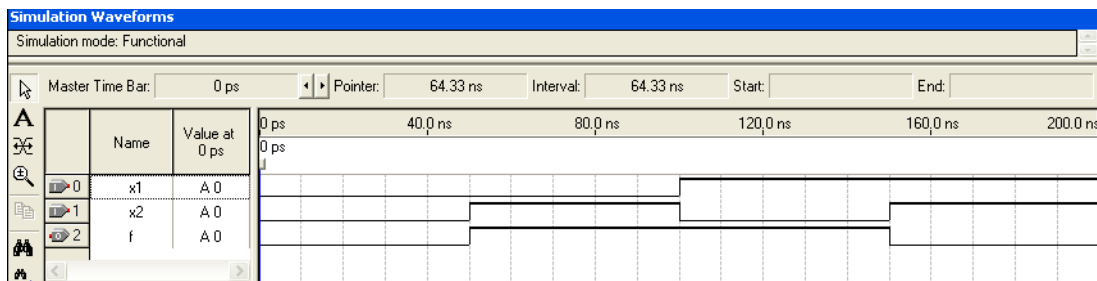 Simulation Waveforms
Simulation mode: Functional
Master Time Bar: 0 ps Pointer: 64.33 ns Interval: 64.33 ns Start: End:
A
Name Value at 0 ps 0 ps 40.0 ns 80.0 ns 120.0 ns 160.0 ns 200.0 ns
0 ps
0 x1 A 0
1 x2 A 0
2 f A 0